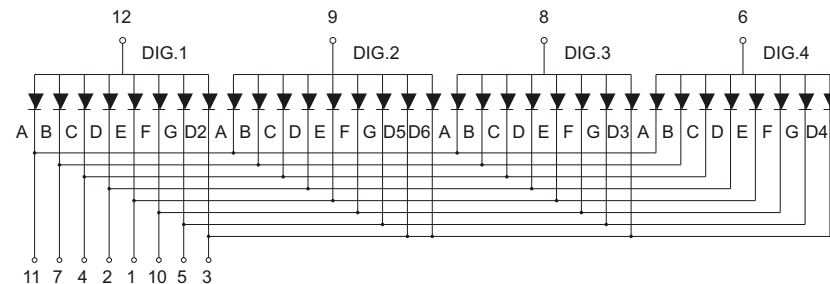 12 9 8 6
DIG.1 DIG.2 DIG.3 DIG.4
A B C D E F G D2 A B C D E F G D5 D6 A B C D E F G D3 A B C D E F G D4
11 7 4 2 1 10 5 3